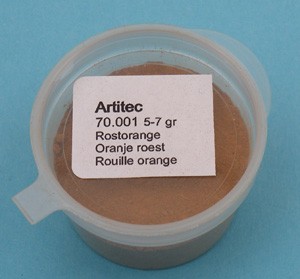 Artitec
70.001 5-7 gr
Rostorange
Oranje roest
Rouille orange